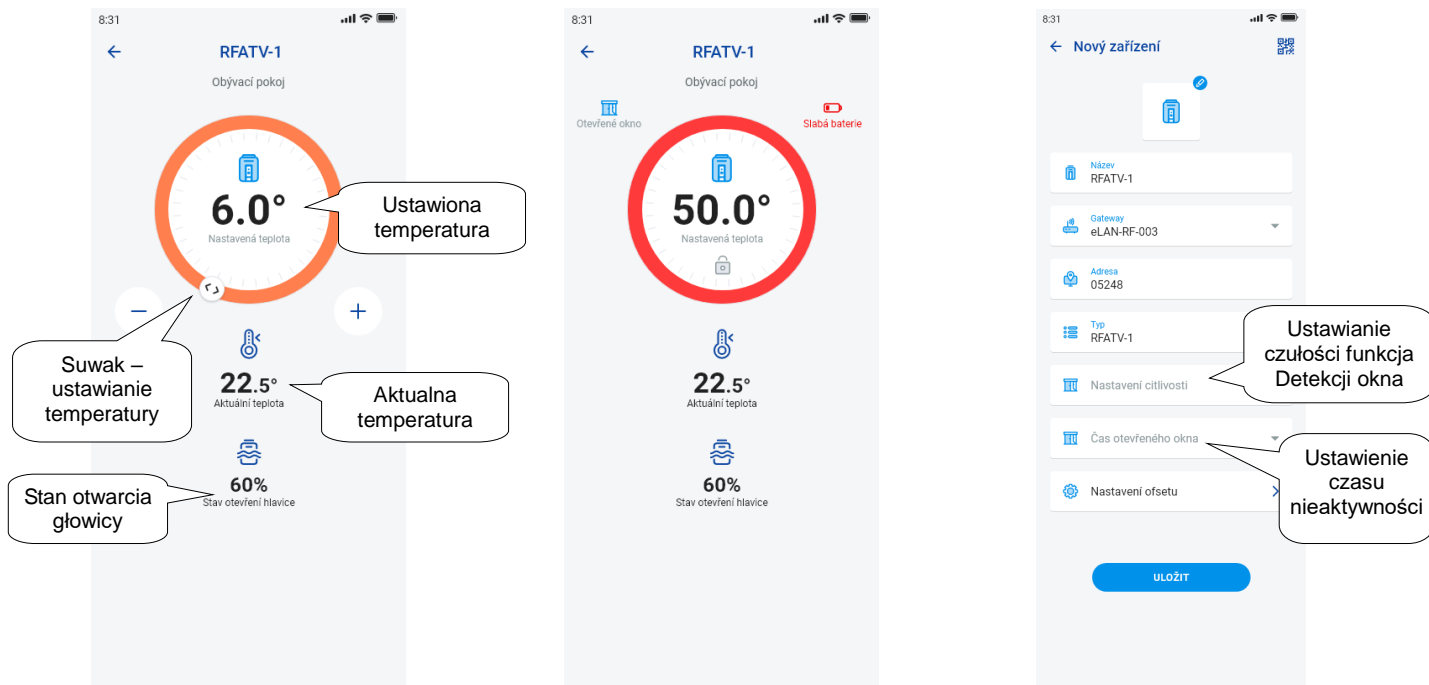 8:31
RFATV-1
Obývací pokoj
6.0°
Nastavená teplota
Ustawiona
temperatura
−
+
Suwak –
ustawianie
temperatury
22.5°
Aktuální teplota
Aktualna
temperatura
60%
Stav otevření hlavice
Stan otwarcia
głowicy
8:31
RFATV-1
Obývací pokoj
Otevřené okno
Slabá baterie
50.0°
Nastavená teplota
22.5°
Aktuální teplota
60%
Stav otevření hlavice
8:31
Nový zařízení
Název
RFATV-1
Gateway
eLAN-RF-003
Adresa
05248
Typ
RFATV-1
Ustawianie
czułości funkcja
Detekcji okna
Nastavení citlivosti
Čas otevřeného okna
Ustawienie
czasu
nieaktywności
Nastavení ofsetu
ULOŽIT